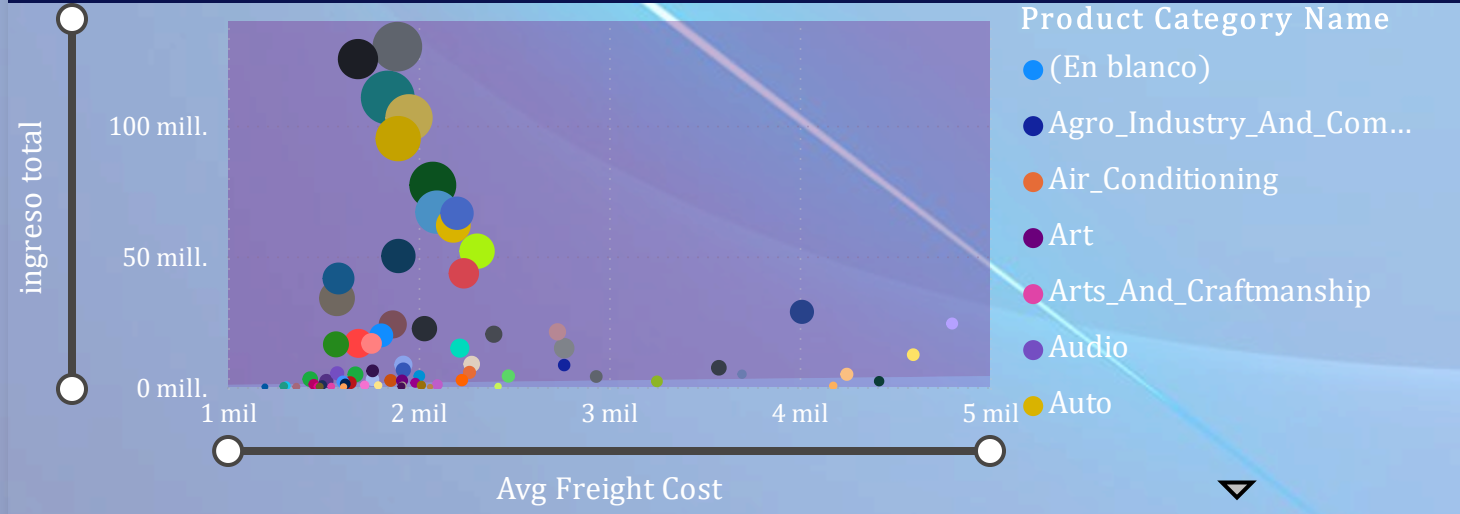 Product Category Name
(En blanco)
Agro_Industry_And_Com...
Air_Conditioning
Art
Arts_And_Craftmanship
Audio
Auto
ingreso total
100 mill.
50 mill.
0 mill.
1 mil
2 mil
3 mil
4 mil
5 mil
Avg Freight Cost